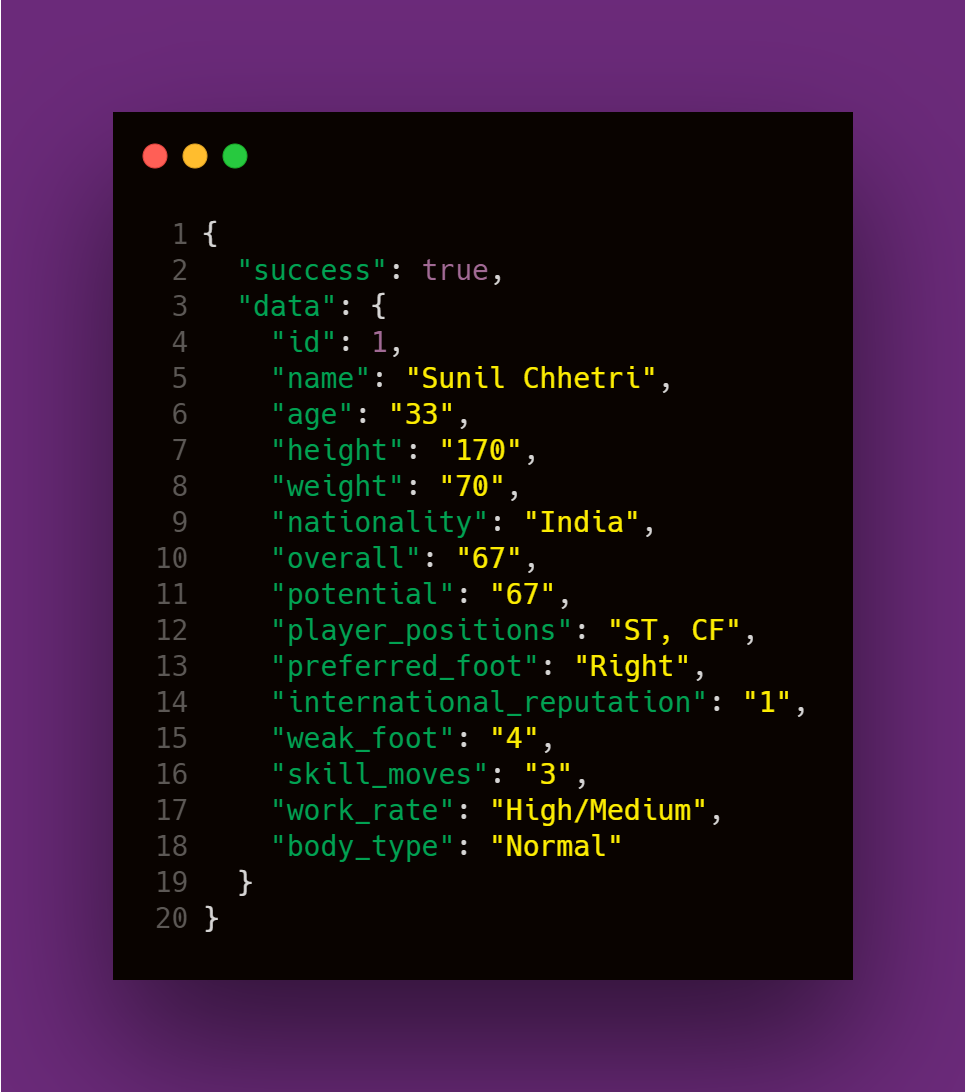 1 {
2   "success": true,
3   "data": {
4     "id": 1,
5     "name": "Sunil Chhetri",
6     "age": "33",
7     "height": "170",
8     "weight": "70",
9     "nationality": "India",
10     "overall": "67",
11     "potential": "67",
12     "player_positions": "ST, CF",
13     "preferred_foot": "Right",
14     "international_reputation": "1",
15     "weak_foot": "4",
16     "skill_moves": "3",
17     "work_rate": "High/Medium",
18     "body_type": "Normal"
19   }
20 }